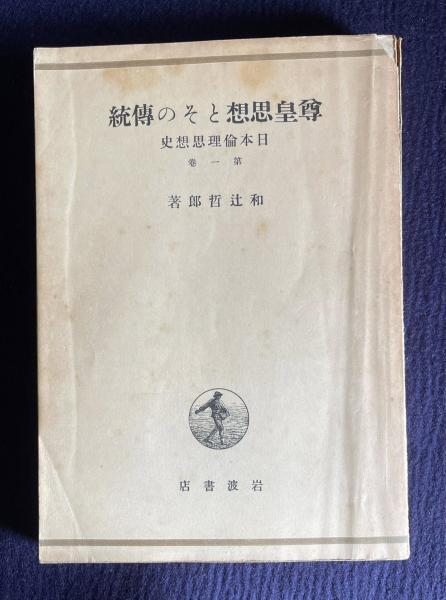 尊皇思想とその傳統
日本倫理思想史
第一卷
和辻哲郎著
岩波書店